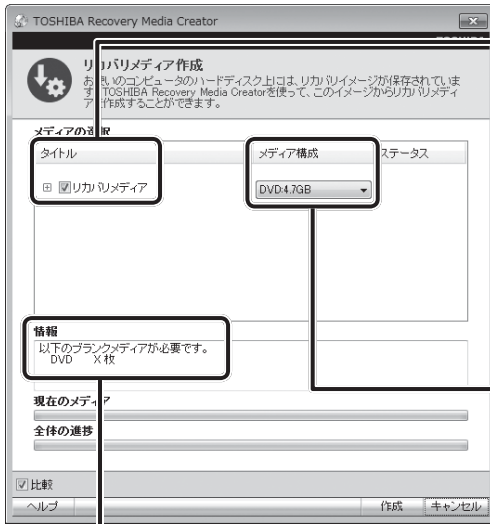 TOSHIBA Recovery Media Creator
リカバリメディア作成
お使いのコンピュータのハードディスク上には、リカバリイメージが保存されていま
す。TOSHIBA Recovery Media Creatorを使って、このイメージからリカバリメディ
アを作成することができます。
メディアの選択
タイトル メディア構成 ステータス
リカバリメディア DVD:4.7GB
情報
以下のブランクメディアが必要です。
DVD X枚
現在のメディア
全体の進捗
比較
ヘルプ 作成 キャンセル